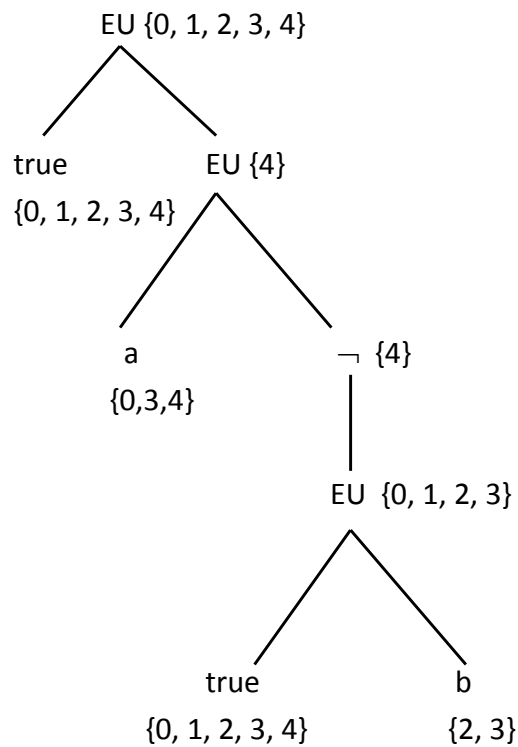 EU {0, 1, 2, 3, 4}
true
EU {4}
{0, 1, 2, 3, 4}
a
¬ {4}
{0,3,4}
EU {0, 1, 2, 3}
true
b
{0, 1, 2, 3, 4}
{2, 3}